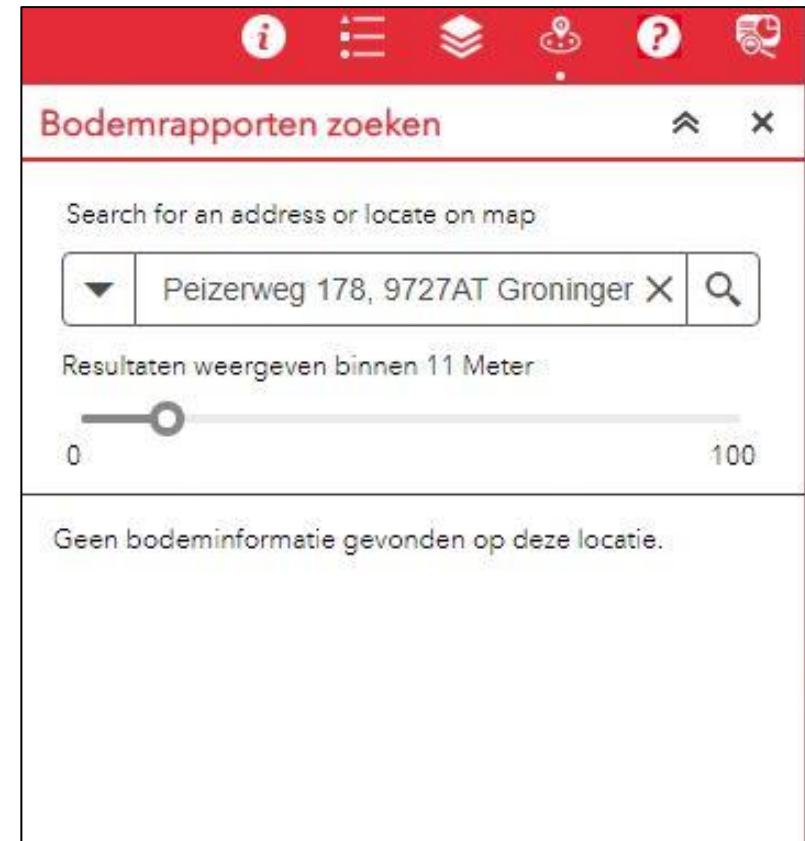 Bodemrapporten zoeken
Search for an address or locate on map
Peizerweg 178, 9727AT Groninger
Resultaten weergeven binnen 11 Meter
0 100
Geen bodeminformatie gevonden op deze locatie.